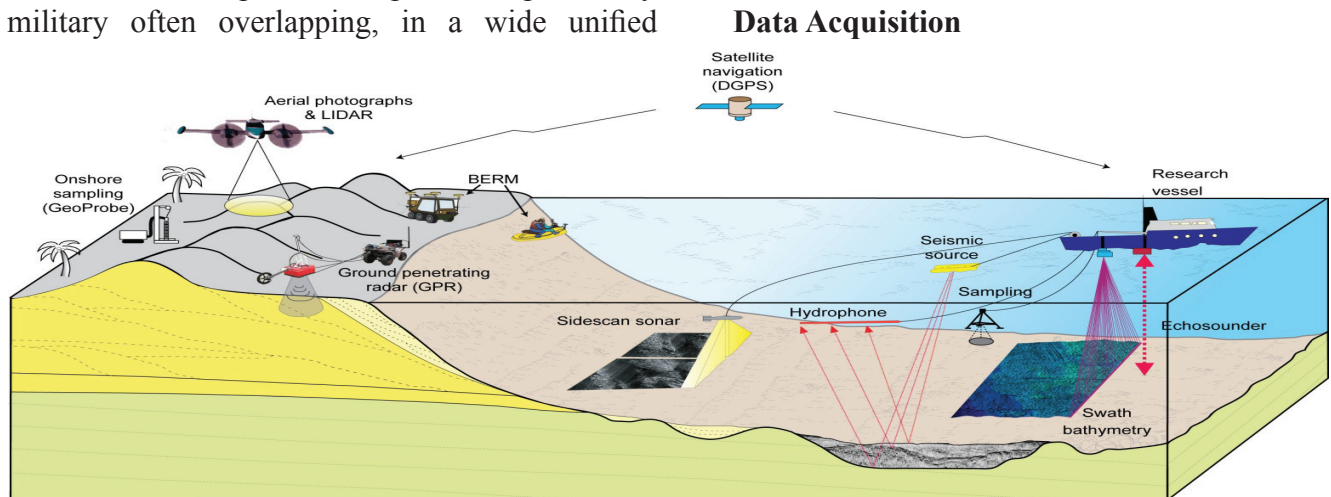 military often overlapping, in a wide unified
Data Acquisition
Satellite
navigation
(DGPS)
Aerial photographs
& LIDAR
Onshore
sampling
(GeoProbe)
BERM
Research
vessel
Seismic
source
Ground penetrating
radar (GPR)
Sampling
Hydrophone
Sidescan sonar
Echosounder
Swath
bathymetry